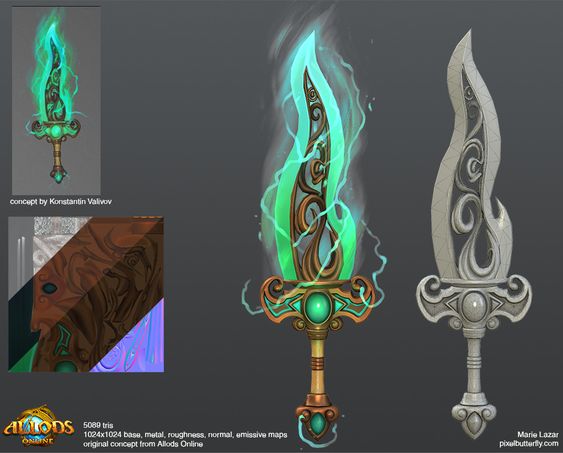 concept by Konstantin Valivov
ALLODS
ONLINE
5089 tris
1024x1024 base, metal, roughness, normal, emissive maps
original concept from Allods Online
Marie Lazar
pixelbutterfly.com